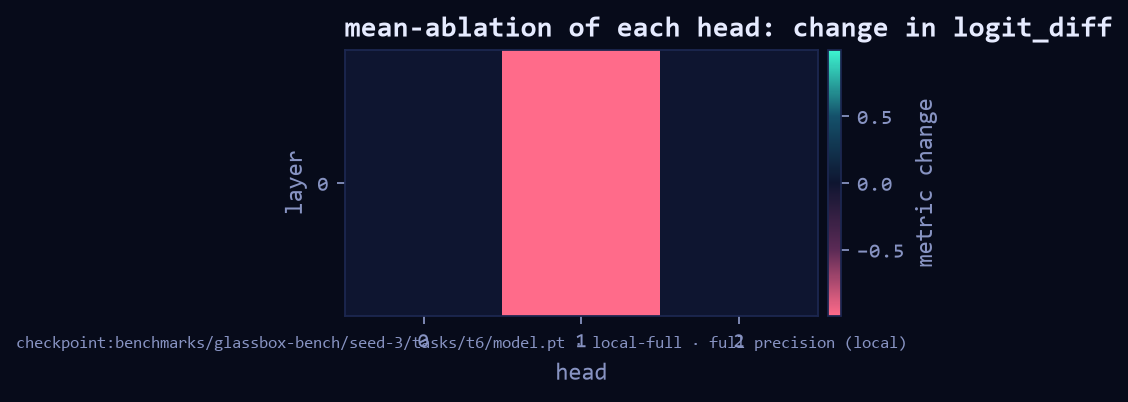 mean-ablation of each head: change in logit_diff
layer
0
0.5
0.0
−0.5
metric change
0 1 2
checkpoint:benchmarks/glassbox-bench/seed-3/tasks/t6/model.pt · local-full · full precision (local)
head